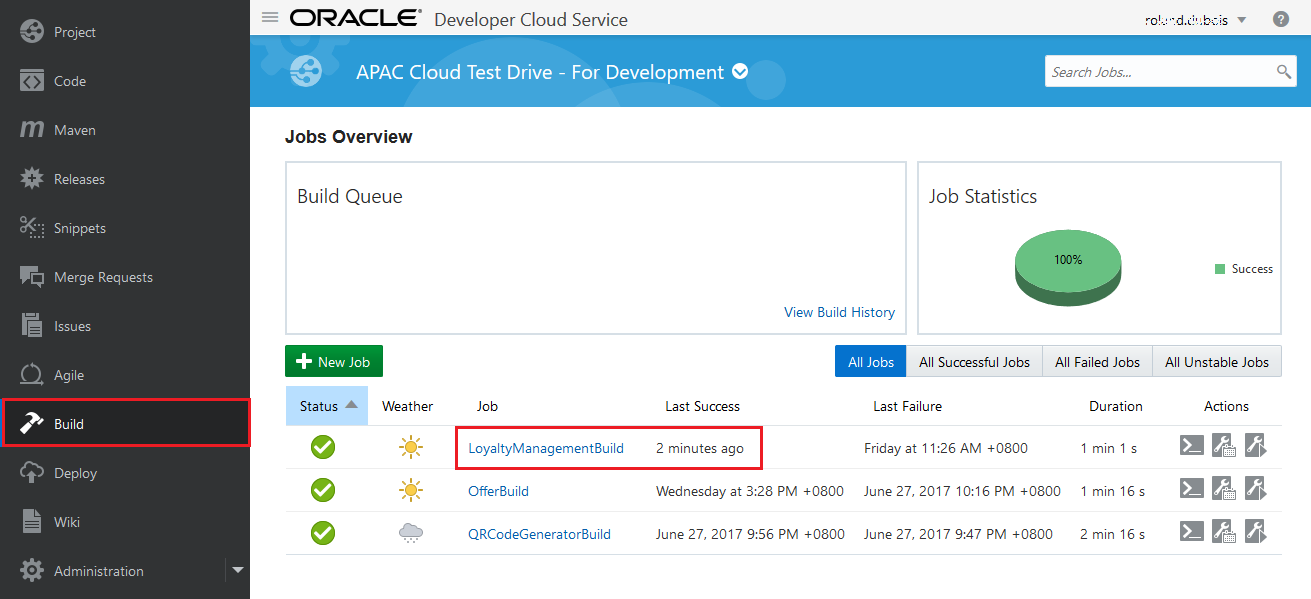 Project
Code
Maven
Releases
Snippets
Merge Requests
Issues
Agile
Build
Deploy
Wiki
Administration
ORACLE® Developer Cloud Service
roland.dubois
APAC Cloud Test Drive - For Development
Search Jobs...
Jobs Overview
Build Queue
View Build History
Job Statistics
100%
Success
New Job
All Jobs All Successful Jobs All Failed Jobs All Unstable Jobs
Status Weather Job Last Success Last Failure Duration Actions
LoyaltyManagementBuild 2 minutes ago Friday at 11:26 AM +0800 1 min 1 s
OfferBuild Wednesday at 3:28 PM +0800 June 27, 2017 10:16 PM +0800 1 min 16 s
QRCodeGeneratorBuild June 27, 2017 9:56 PM +0800 June 27, 2017 9:47 PM +0800 2 min 16 s